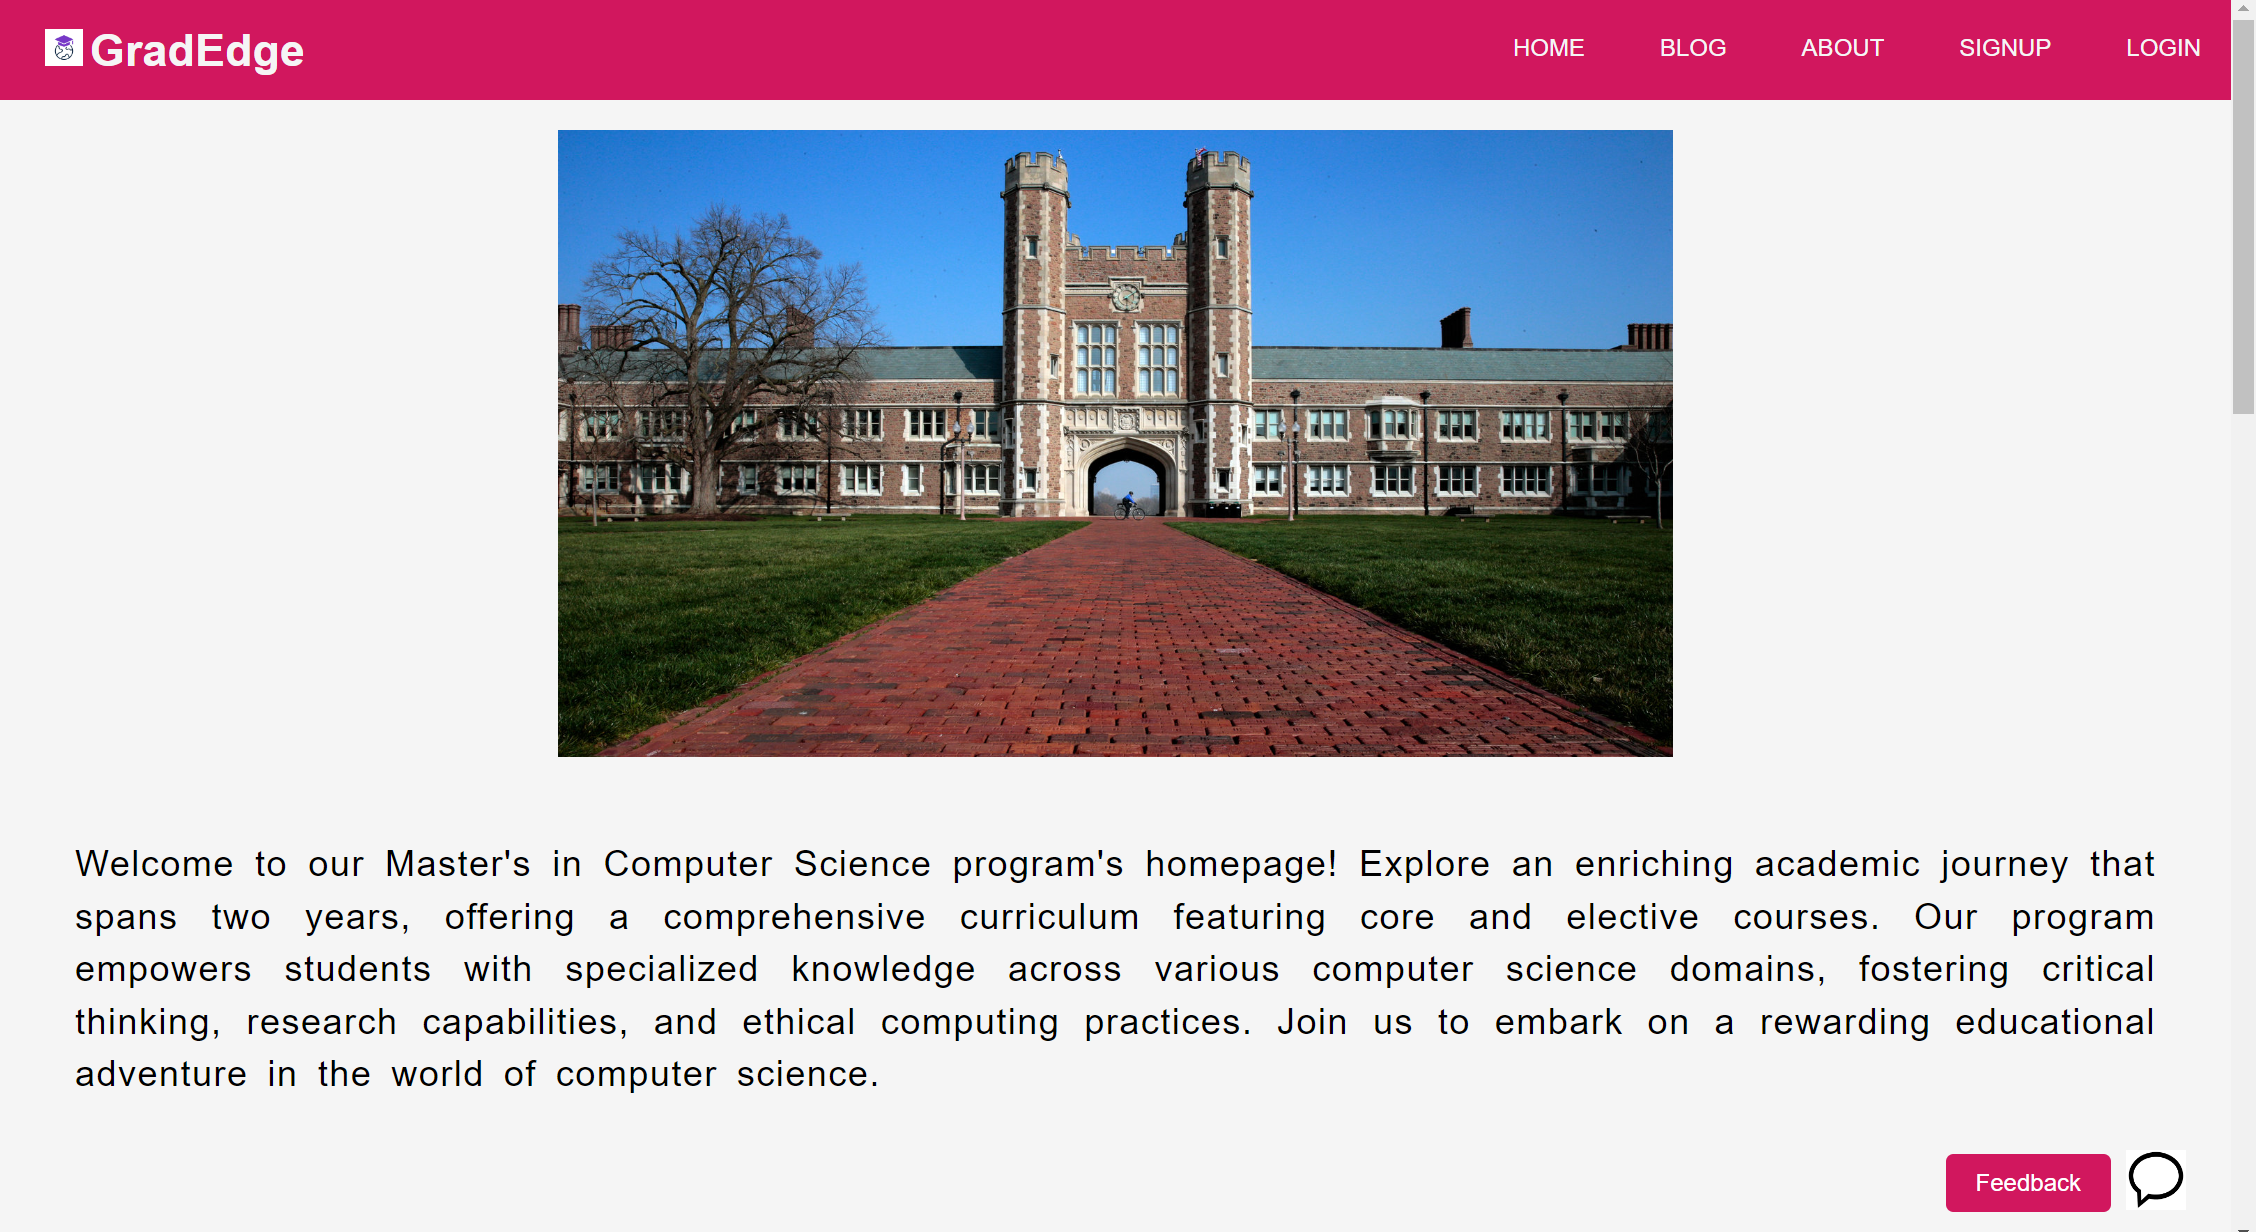 GradEdge
HOME BLOG ABOUT SIGNUP LOGIN
Welcome to our Master's in Computer Science program's homepage! Explore an enriching academic journey that
spans two years, offering a comprehensive curriculum featuring core and elective courses. Our program
empowers students with specialized knowledge across various computer science domains, fostering critical
thinking, research capabilities, and ethical computing practices. Join us to embark on a rewarding educational
adventure in the world of computer science.
Feedback